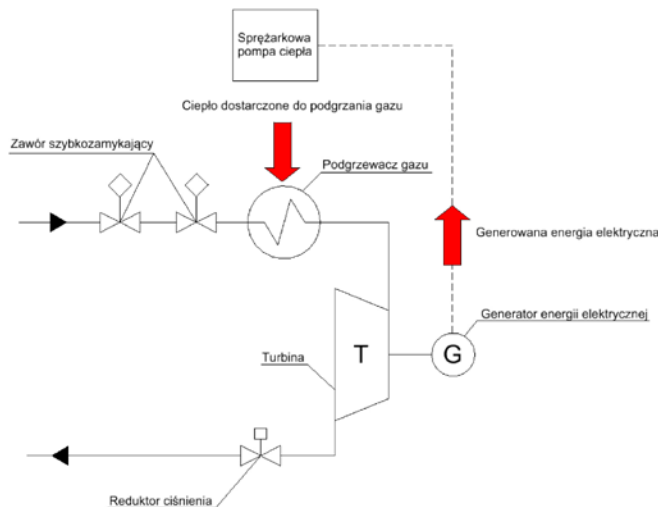 Sprężarkowa
pompa ciepła
Ciepło dostarczone do podgrzania gazu
Zawór szybkozamykający
Podgrzewacz gazu
Generowana energia elektryczna
Generator energii elektrycznej
T
G
Turbina
Reduktor ciśnienia